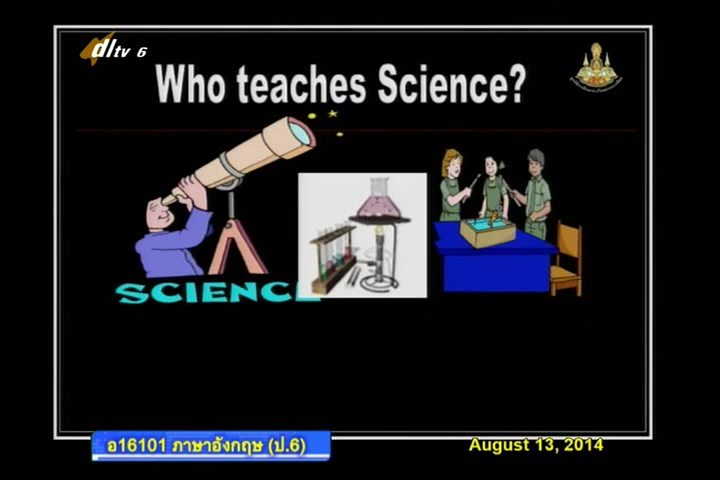 dltv 6
Who teaches Science?
SCIENCE
อ16101 ภาษาอังกฤษ (ป.6)
August 13, 2014